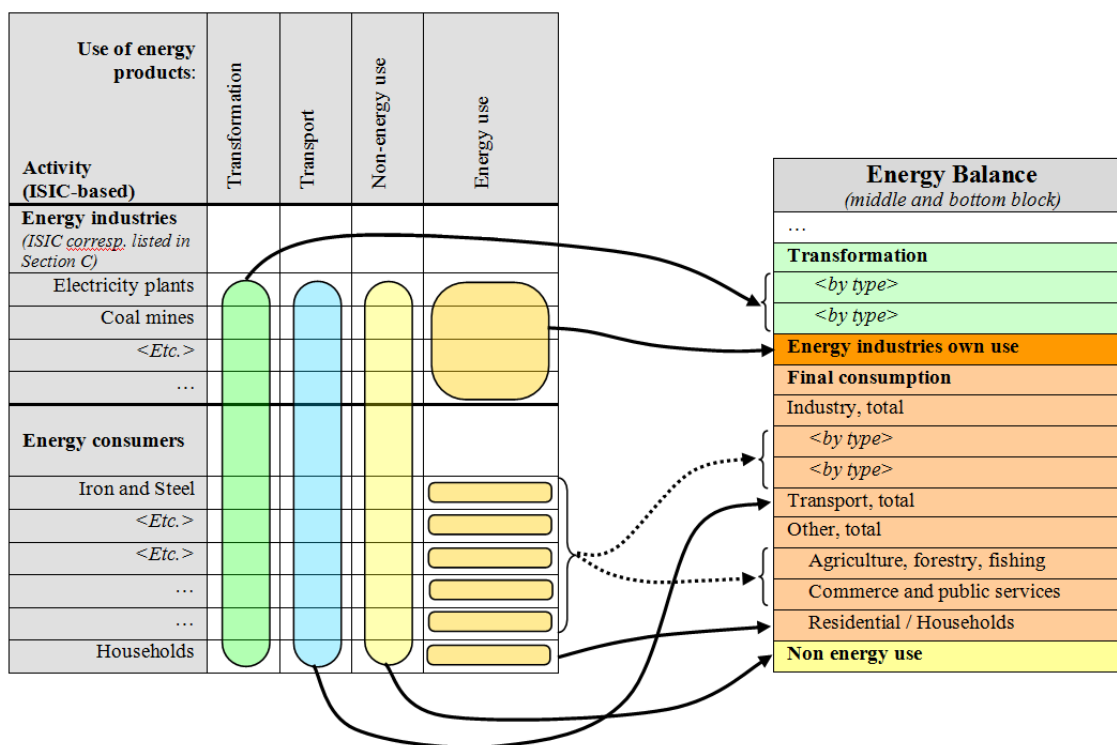 Use of energy
products:
Transformation
Transport
Non-energy use
Energy use
Activity
(ISIC-based)
Energy industries
(ISIC corresp. listed in
Section C)
Electricity plants
Coal mines
<Etc.>
…
Energy consumers
Iron and Steel
<Etc.>
<Etc.>
…
…
Households
Energy Balance
(middle and bottom block)
…
Transformation
<by type>
<by type>
Energy industries own use
Final consumption
Industry, total
<by type>
<by type>
Transport, total
Other, total
Agriculture, forestry, fishing
Commerce and public services
Residential / Households
Non energy use